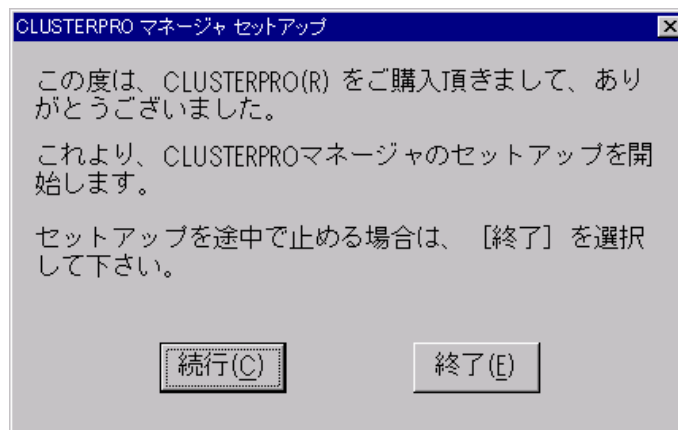 CLUSTERPRO マネージャ セットアップ
この度は、CLUSTERPRO(R) をご購入頂きまして、あり
がとうございました。
これより、CLUSTERPROマネージャのセットアップを開
始します。
セットアップを途中で止める場合は、［終了］を選択
して下さい。
続行(C) 終了(E)